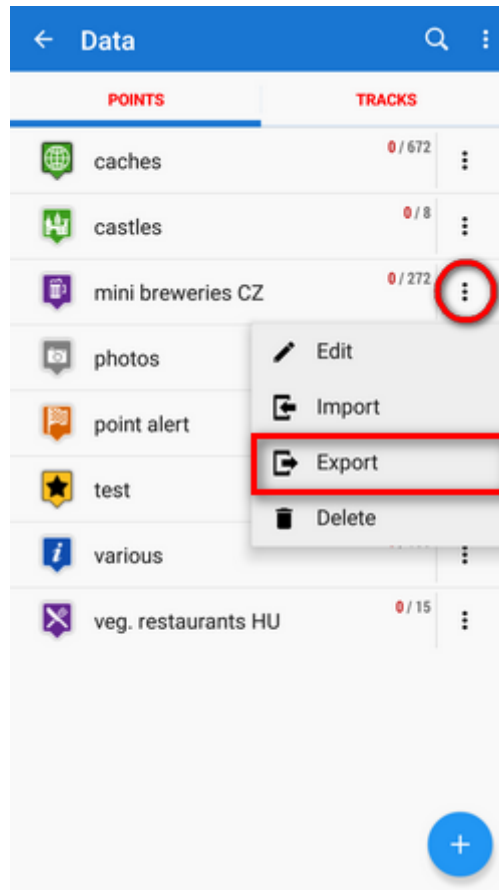 Data
POINTS TRACKS
caches 0 / 672
castles 0 / 8
mini breweries CZ 0 / 272
photos
Edit
point alert
Import
Export
test
Delete
various
veg. restaurants HU 0 / 15